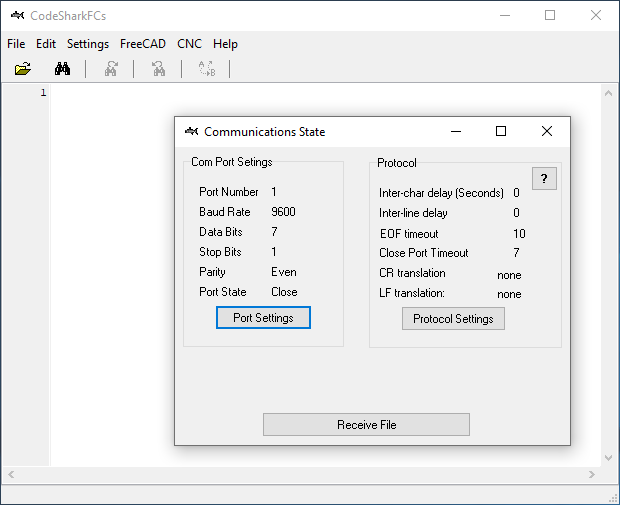 CodeSharkFCs
File Edit Settings FreeCAD CNC Help
A B
1
Communications State
Com Port Setings
Port Number 1
Baud Rate 9600
Data Bits 7
Stop Bits 1
Parity Even
Port State Close
Port Settings
Protocol
?
Inter-char delay (Seconds) 0
Inter-line delay 0
EOF timeout 10
Close Port Timeout 7
CR translation none
LF translation: none
Protocol Settings
Receive File